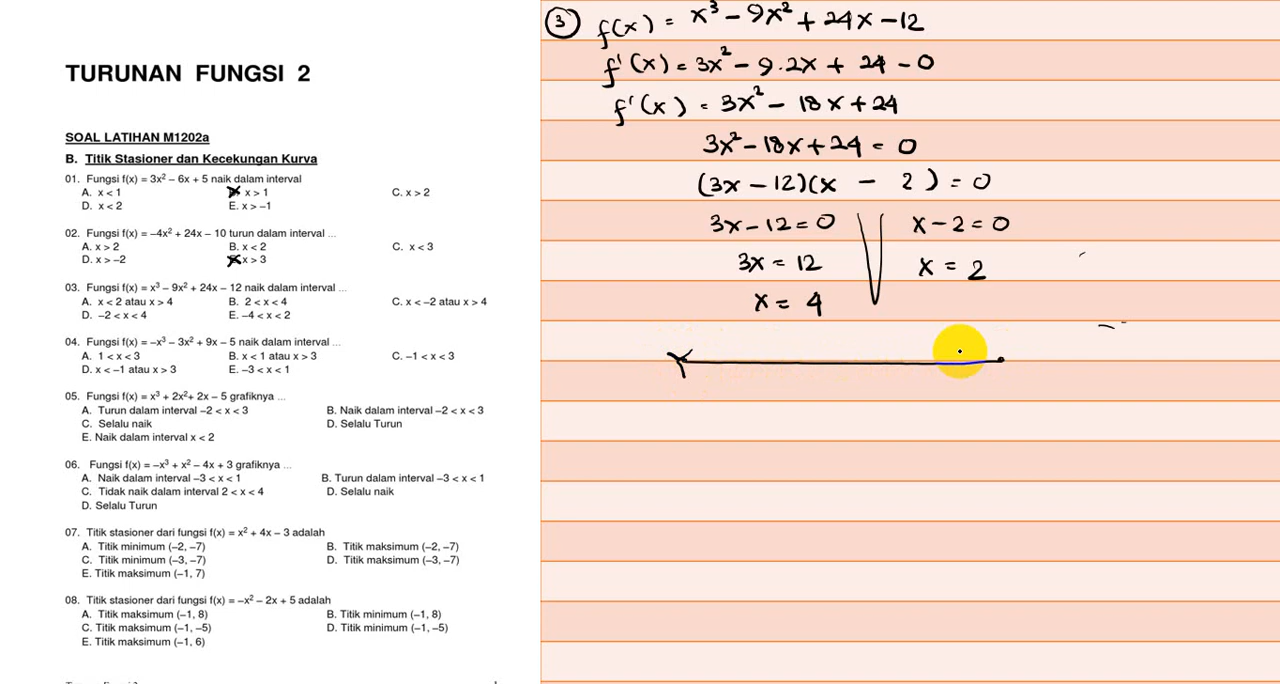 TURUNAN FUNGSI 2
SOAL LATIHAN M1202a
B. Titik Stasioner dan Kecekungan Kurva
01. Fungsi f(x) = 3x² – 6x + 5 naik dalam interval
A. x < 1 x > 1 C. x > 2
D. x < 2 E. x > –1
02. Fungsi f(x) = –4x² + 24x – 10 turun dalam interval ...
A. x > 2 B. x < 2 C. x < 3
D. x > –2 x > 3
03. Fungsi f(x) = x³ – 9x² + 24x – 12 naik dalam interval ...
A. x < 2 atau x > 4 B. 2 < x < 4 C. x < –2 atau x > 4
D. –2 < x < 4 E. –4 < x < 2
04. Fungsi f(x) = –x³ – 3x² + 9x – 5 naik dalam interval ...
A. 1 < x < 3 B. x < 1 atau x > 3 C. –1 < x < 3
D. x < –1 atau x > 3 E. –3 < x < 1
05. Fungsi f(x) = x³ + 2x²+ 2x – 5 grafiknya ...
A. Turun dalam interval –2 < x < 3 B. Naik dalam interval –2 < x < 3
C. Selalu naik D. Selalu Turun
E. Naik dalam interval x < 2
06. Fungsi f(x) = –x³ + x² – 4x + 3 grafiknya ...
A. Naik dalam interval –3 < x < 1 B. Turun dalam interval –3 < x < 1
C. Tidak naik dalam interval 2 < x < 4 D. Selalu naik
D. Selalu Turun
07. Titik stasioner dari fungsi f(x) = x² + 4x – 3 adalah
A. Titik minimum (–2, –7) B. Titik maksimum (–2, –7)
C. Titik minimum (–3, –7) D. Titik maksimum (–3, –7)
E. Titik maksimum (–1, 7)
08. Titik stasioner dari fungsi f(x) = –x² – 2x + 5 adalah
A. Titik maksimum (–1, 8) B. Titik minimum (–1, 8)
C. Titik maksimum (–1, –5) D. Titik minimum (–1, –5)
E. Titik maksimum (–1, 6)
③ f(x) = x³ – 9x² + 24x – 12
f'(x) = 3x² – 9.2x + 24 – 0
f'(x) = 3x² – 18x + 24
3x² – 18x + 24 = 0
(3x – 12)(x – 2) = 0
3x – 12 = 0 x – 2 = 0
3x = 12 x = 2
x = 4